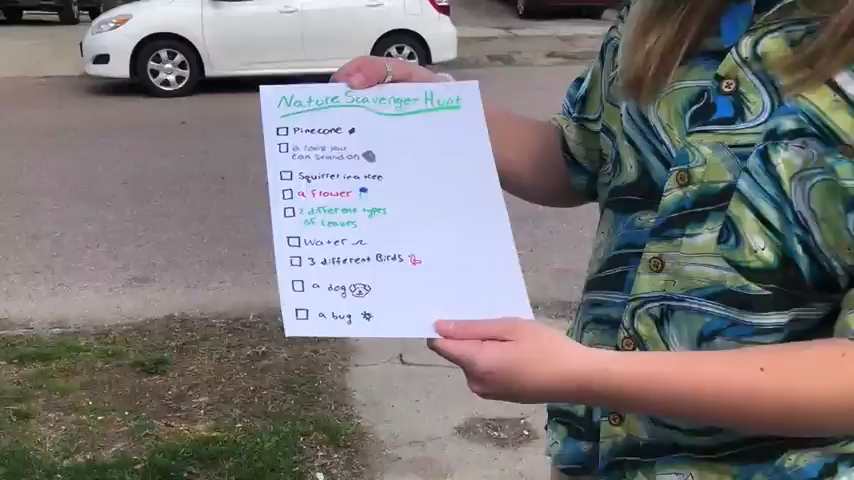 Nature Scavenger Hunt
Pinecone
a rock you
can stand on
Squirrel in a tree
a flower
2 different types
of leaves
Water
3 different Birds
a dog
a bug